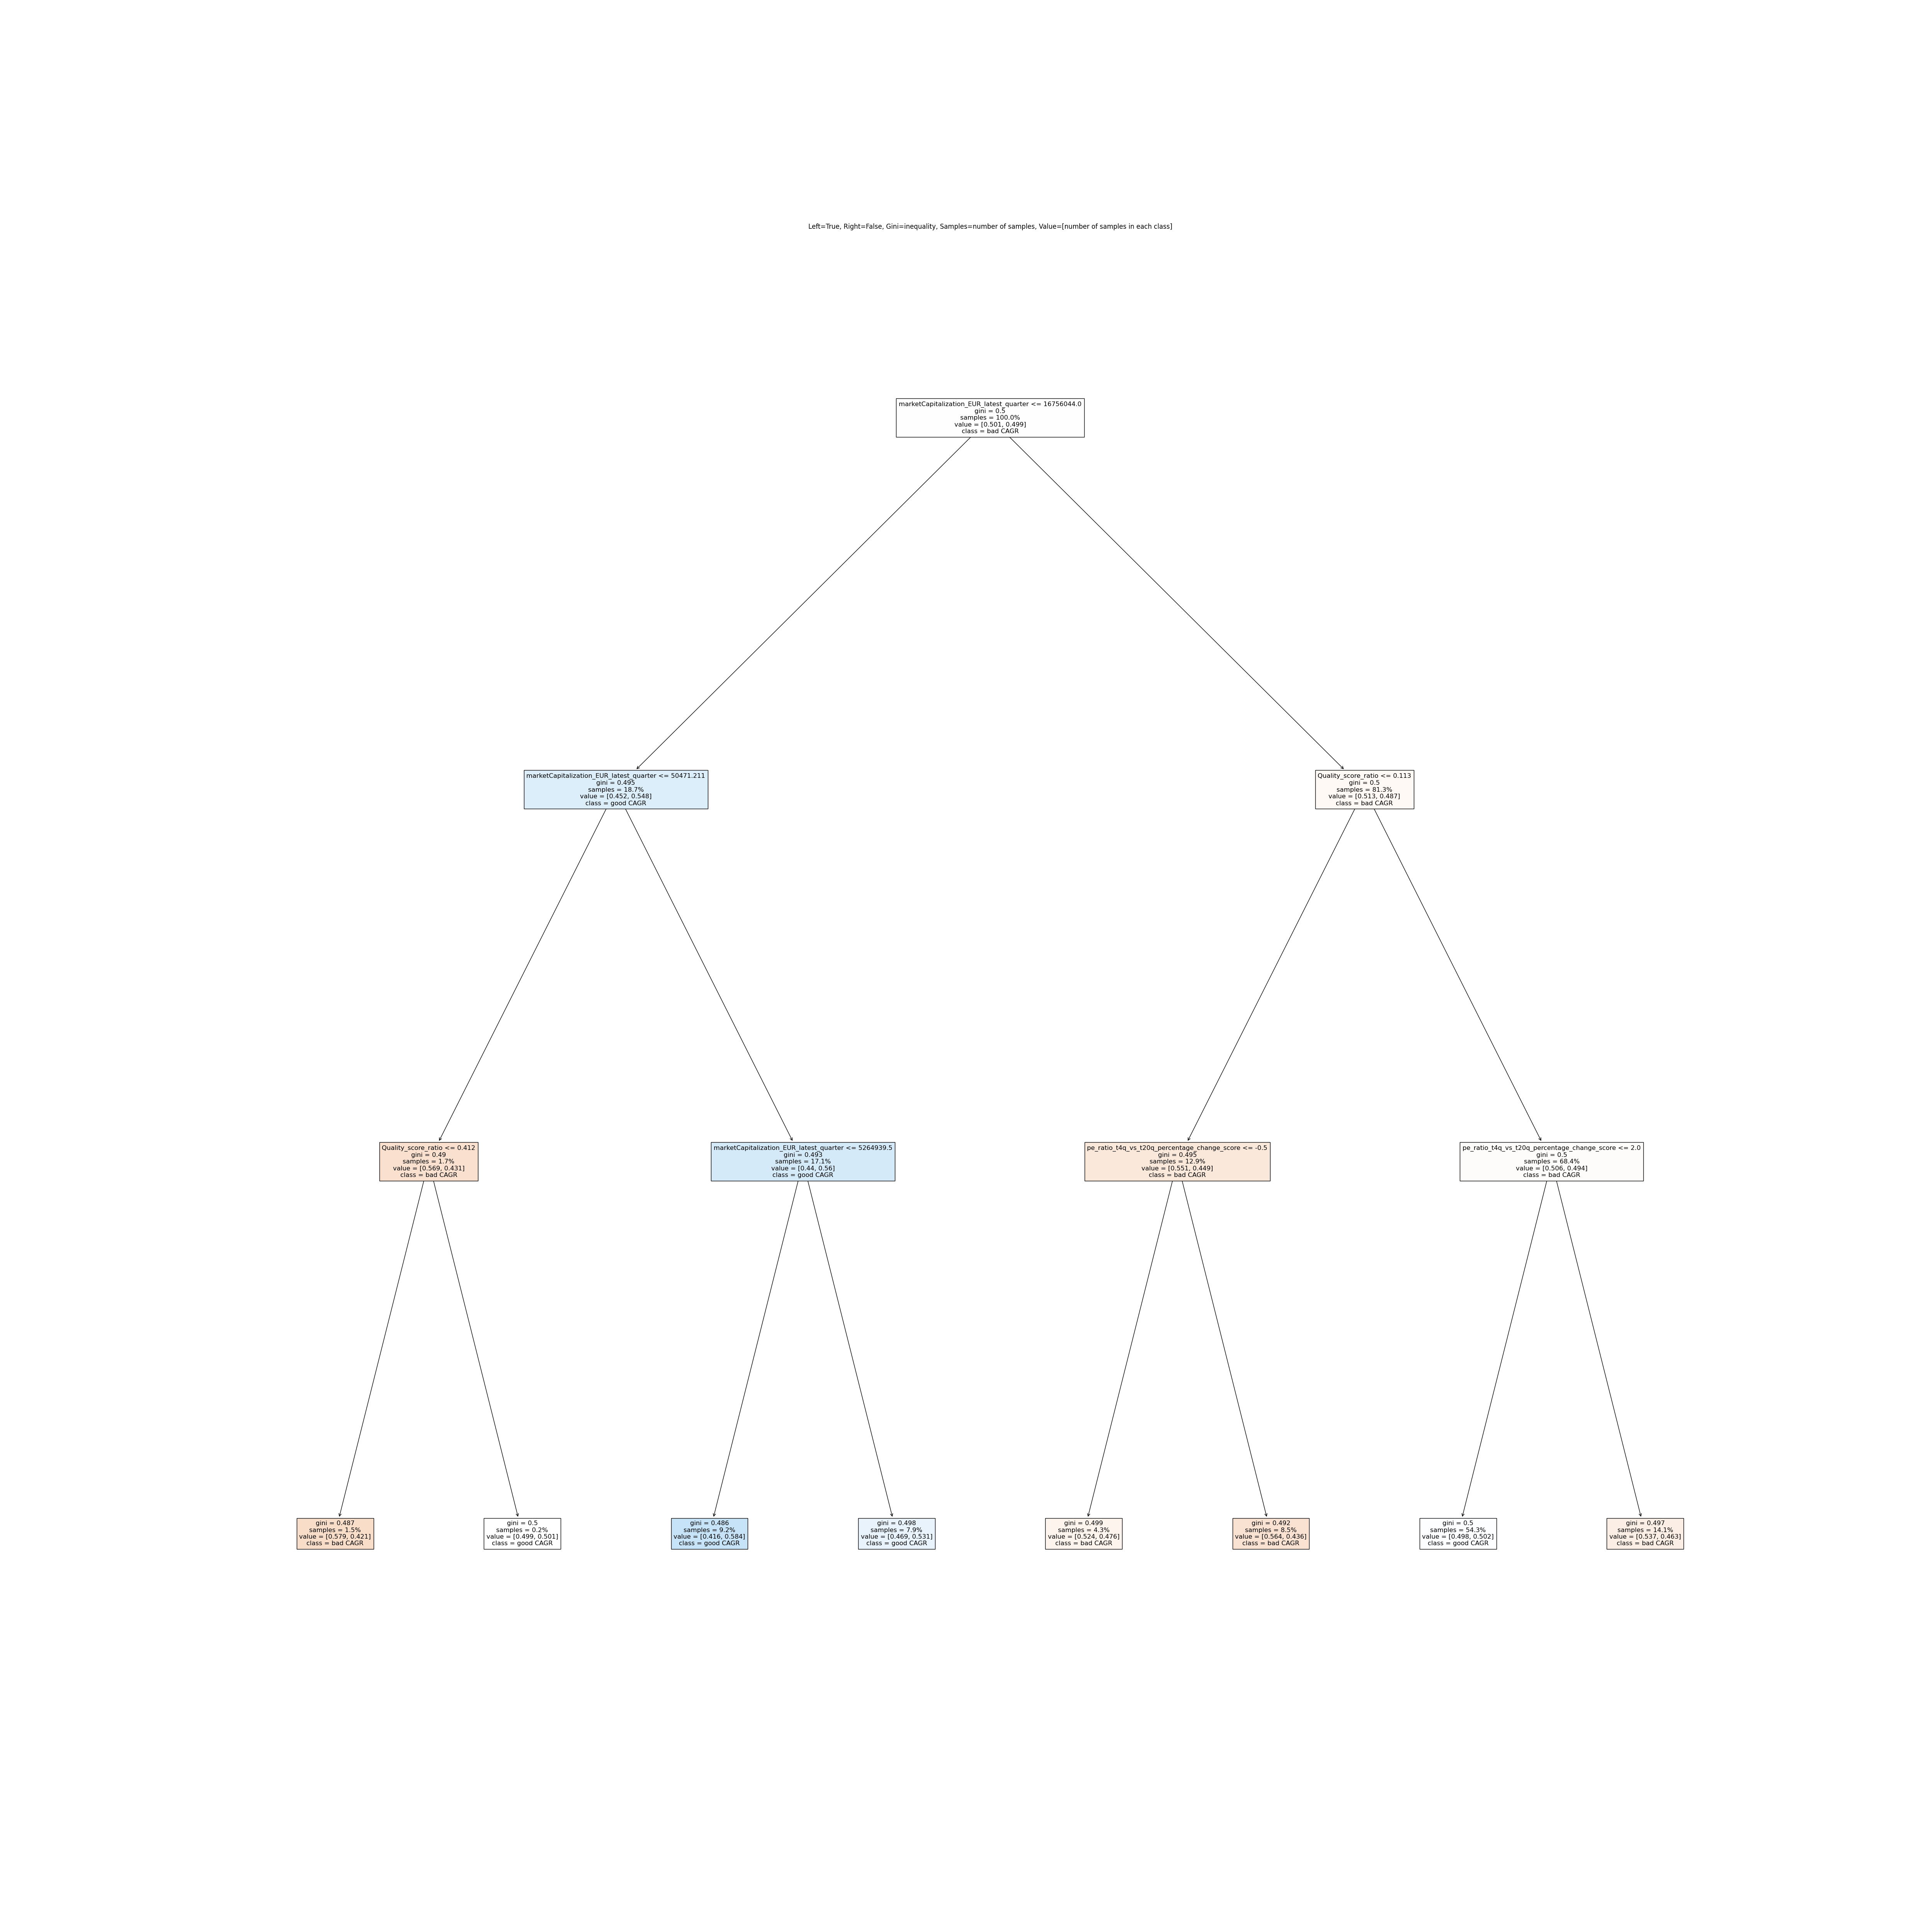 Left=True, Right=False, Gini=inequality, Samples=number of samples, Value=[number of samples in each class]
marketCapitalization_EUR_latest_quarter <= 16756044.0
gini = 0.5
samples = 100.0%
value = [0.501, 0.499]
class = bad CAGR
marketCapitalization_EUR_latest_quarter <= 50471.211
gini = 0.495
samples = 18.7%
value = [0.452, 0.548]
class = good CAGR
Quality_score_ratio <= 0.113
gini = 0.5
samples = 81.3%
value = [0.513, 0.487]
class = bad CAGR
Quality_score_ratio <= 0.412
gini = 0.49
samples = 1.7%
value = [0.569, 0.431]
class = bad CAGR
marketCapitalization_EUR_latest_quarter <= 5264939.5
gini = 0.493
samples = 17.1%
value = [0.44, 0.56]
class = good CAGR
pe_ratio_t4q_vs_t20q_percentage_change_score <= -0.5
gini = 0.495
samples = 12.9%
value = [0.551, 0.449]
class = bad CAGR
pe_ratio_t4q_vs_t20q_percentage_change_score <= 2.0
gini = 0.5
samples = 68.4%
value = [0.506, 0.494]
class = bad CAGR
gini = 0.487
samples = 1.5%
value = [0.579, 0.421]
class = bad CAGR
gini = 0.5
samples = 0.2%
value = [0.499, 0.501]
class = good CAGR
gini = 0.486
samples = 9.2%
value = [0.416, 0.584]
class = good CAGR
gini = 0.498
samples = 7.9%
value = [0.469, 0.531]
class = good CAGR
gini = 0.499
samples = 4.3%
value = [0.524, 0.476]
class = bad CAGR
gini = 0.492
samples = 8.5%
value = [0.564, 0.436]
class = bad CAGR
gini = 0.5
samples = 54.3%
value = [0.498, 0.502]
class = good CAGR
gini = 0.497
samples = 14.1%
value = [0.537, 0.463]
class = bad CAGR